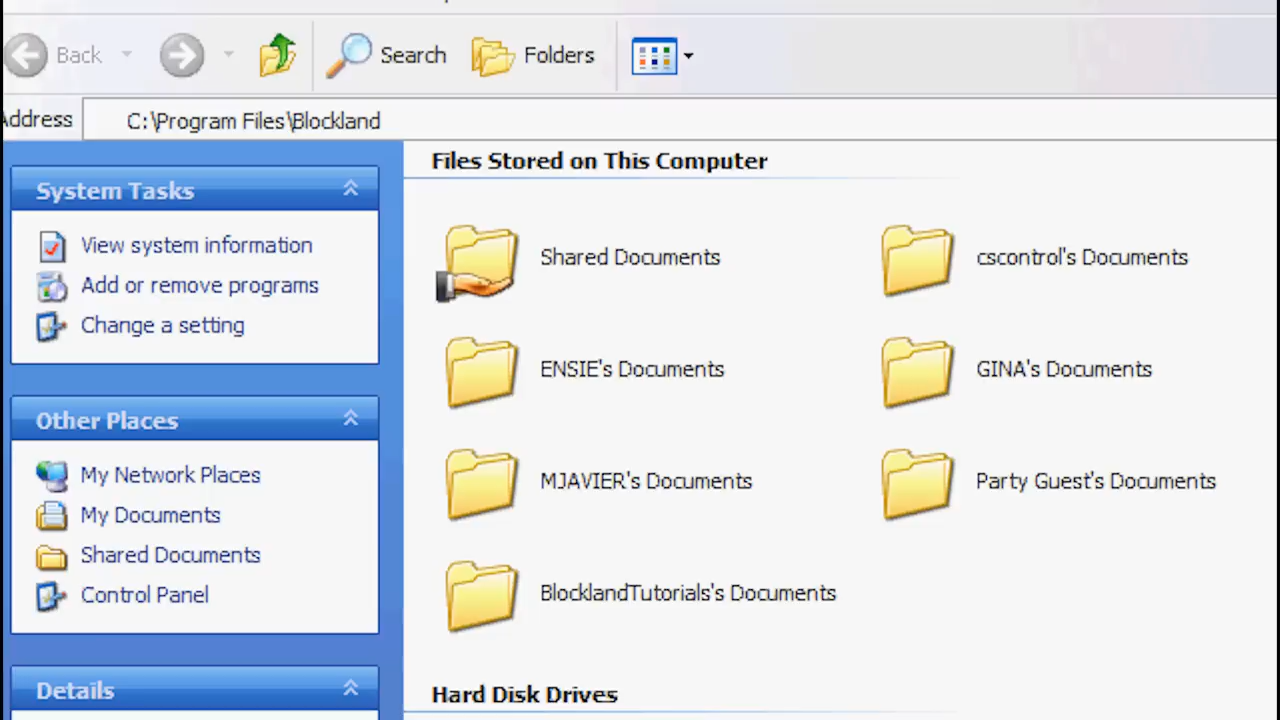 Back
Search
Folders
Address
C:\Program Files\Blockland
System Tasks
View system information
Add or remove programs
Change a setting
Other Places
My Network Places
My Documents
Shared Documents
Control Panel
Details
Files Stored on This Computer
Shared Documents
cscontrol's Documents
ENSIE's Documents
GINA's Documents
MJAVIER's Documents
Party Guest's Documents
BlocklandTutorials's Documents
Hard Disk Drives